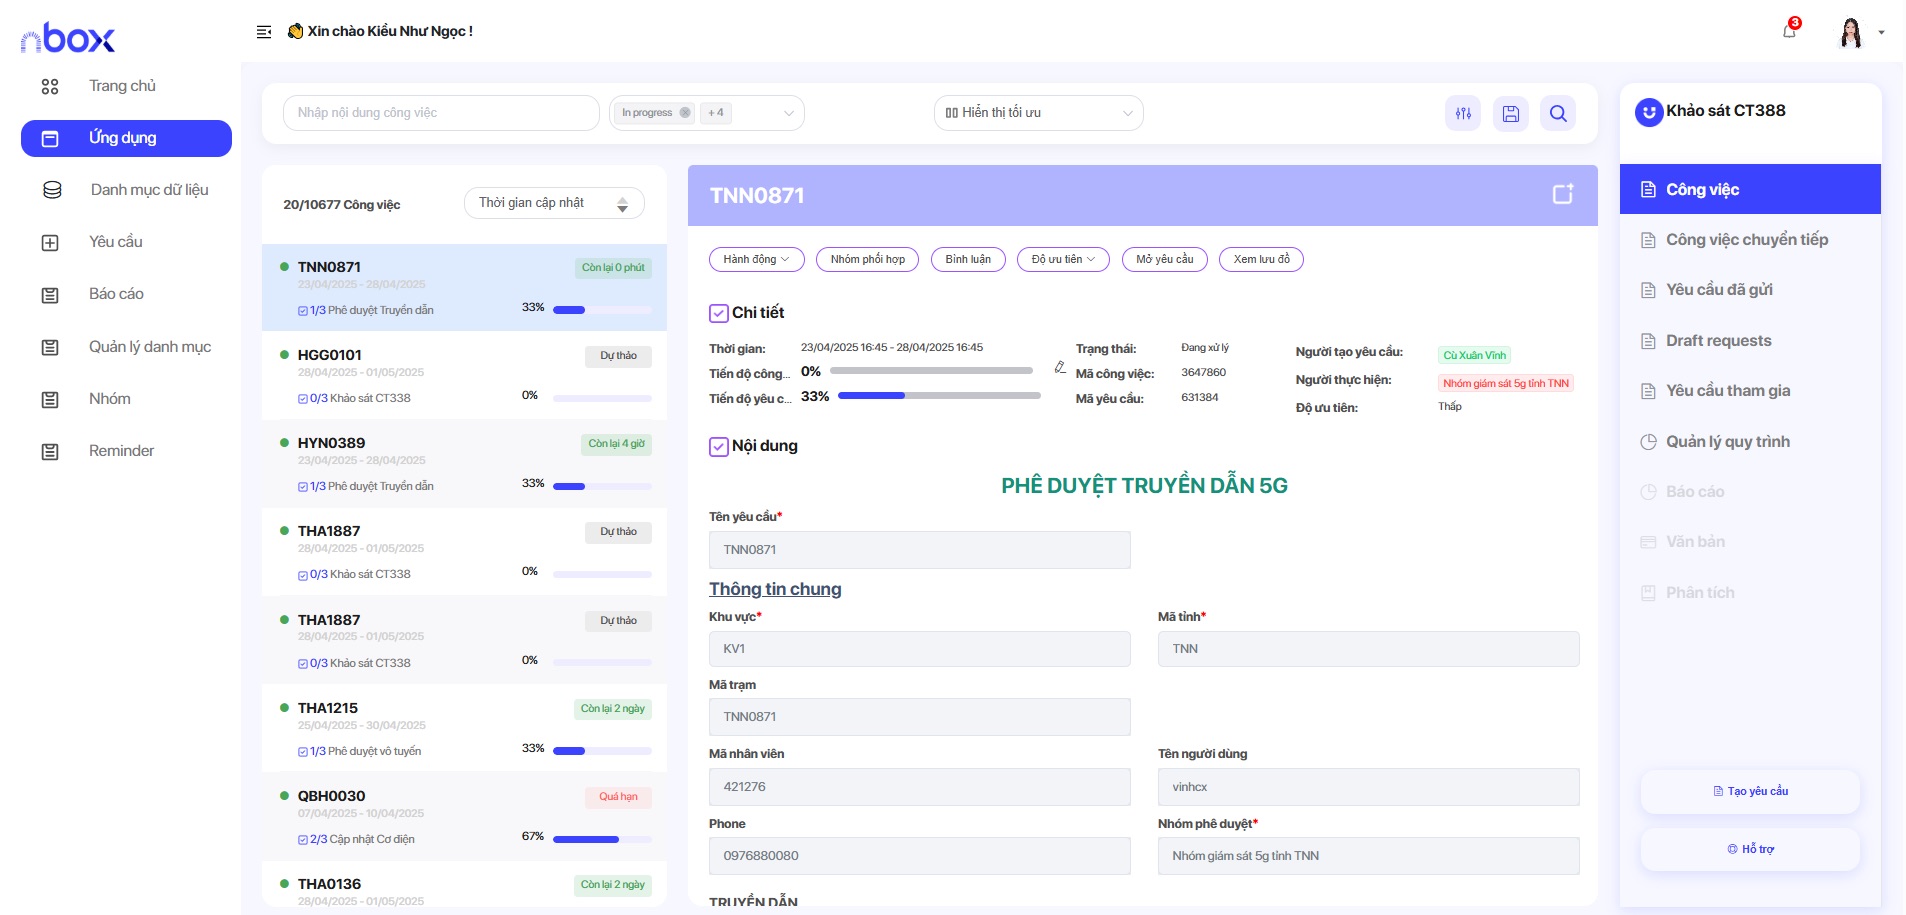 nbox
Xin chào Kiều Như Ngọc !
3
Trang chủ
Ứng dụng
Danh mục dữ liệu
Yêu cầu
Báo cáo
Quản lý danh mục
Nhóm
Reminder
Nhập nội dung công việc
In progress
+ 4
Hiển thị tối ưu
20/10677 Công việc
Thời gian cập nhật
TNN0871
Còn lại 0 phút
23/04/2025 - 28/04/2025
1/3 Phê duyệt Truyền dẫn
33%
HGG0101
Dự thảo
28/04/2025 - 01/05/2025
0/3 Khảo sát CT338
0%
HYN0389
Còn lại 4 giờ
23/04/2025 - 28/04/2025
1/3 Phê duyệt Truyền dẫn
33%
THA1887
Dự thảo
28/04/2025 - 01/05/2025
0/3 Khảo sát CT338
0%
THA1887
Dự thảo
28/04/2025 - 01/05/2025
0/3 Khảo sát CT338
0%
THA1215
Còn lại 2 ngày
25/04/2025 - 30/04/2025
1/3 Phê duyệt vô tuyến
33%
QBH0030
Quá hạn
07/04/2025 - 10/04/2025
2/3 Cập nhật Cơ điện
67%
THA0136
Còn lại 2 ngày
28/04/2025 - 01/05/2025
TNN0871
Hành động
Nhóm phối hợp
Bình luận
Độ ưu tiên
Mở yêu cầu
Xem lưu đồ
Chi tiết
Thời gian:
23/04/2025 16:45 - 28/04/2025 16:45
Tiến độ công...
0%
Tiến độ yêu c...
33%
Trạng thái:
Đang xử lý
Mã công việc:
3647860
Mã yêu cầu:
631384
Người tạo yêu cầu:
Cù Xuân Vĩnh
Người thực hiện:
Nhóm giám sát 5g tỉnh TNN
Độ ưu tiên:
Thấp
Nội dung
PHÊ DUYỆT TRUYỀN DẪN 5G
Tên yêu cầu*
TNN0871
Thông tin chung
Khu vực*
KV1
Mã tỉnh*
TNN
Mã trạm
TNN0871
Mã nhân viên
421276
Tên người dùng
vinhcx
Phone
0976880080
Nhóm phê duyệt*
Nhóm giám sát 5g tỉnh TNN
TRUYỀN DẪN
Khảo sát CT388
Công việc
Công việc chuyển tiếp
Yêu cầu đã gửi
Draft requests
Yêu cầu tham gia
Quản lý quy trình
Báo cáo
Văn bản
Phân tích
Tạo yêu cầu
Hỗ trợ